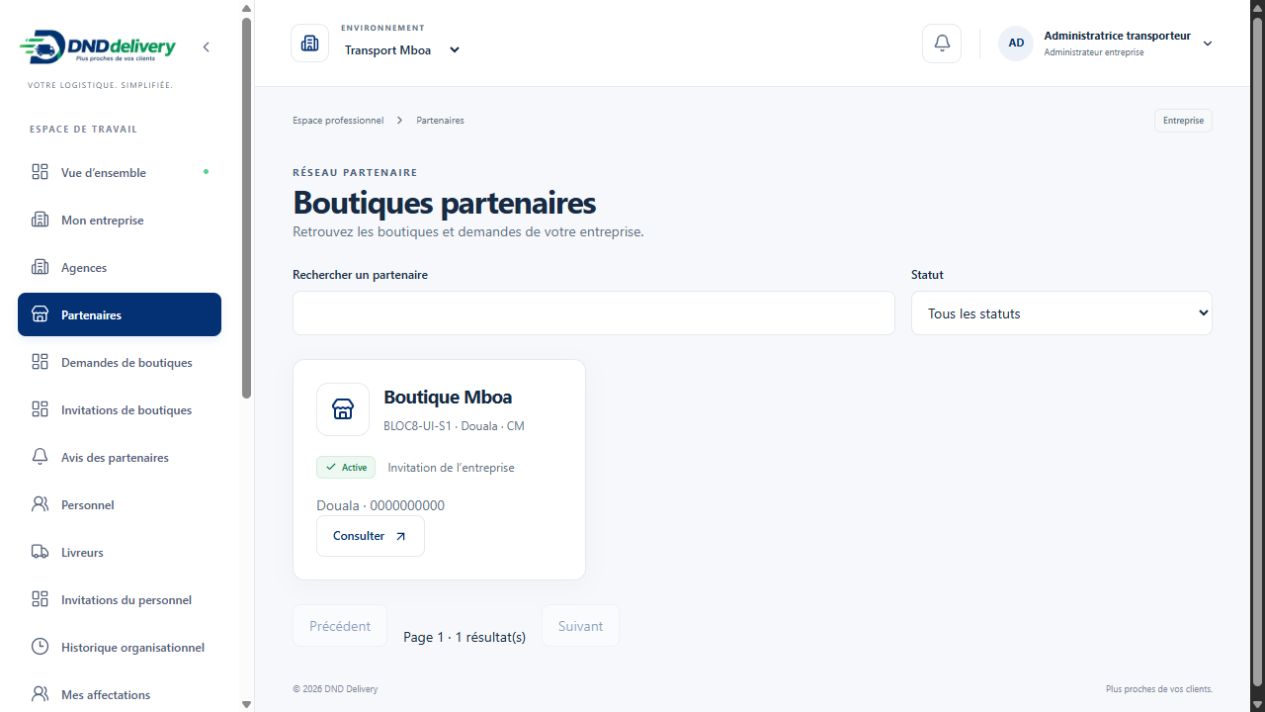 DNDdelivery
Plus proches de vos clients
VOTRE LOGISTIQUE. SIMPLIFIÉE.
ESPACE DE TRAVAIL
Vue d’ensemble
Mon entreprise
Agences
Partenaires
Demandes de boutiques
Invitations de boutiques
Avis des partenaires
Personnel
Livreurs
Invitations du personnel
Historique organisationnel
Mes affectations
ENVIRONNEMENT
Transport Mboa
AD
Administratrice transporteur
Administrateur entreprise
Espace professionnel
Partenaires
Entreprise
RÉSEAU PARTENAIRE
Boutiques partenaires
Retrouvez les boutiques et demandes de votre entreprise.
Rechercher un partenaire
Statut
Tous les statuts
Boutique Mboa
BLOC8-UI-S1 · Douala · CM
Active
Invitation de l’entreprise
Douala · 0000000000
Consulter
Précédent
Page 1 · 1 résultat(s)
Suivant
© 2026 DND Delivery
Plus proches de vos clients.